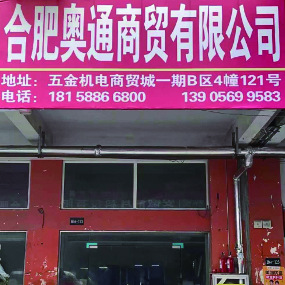 合肥奥通商贸有限公司
地址：五金机电商贸城一期B区4幢121号
电话：181 5886 6800 139 0569 9583